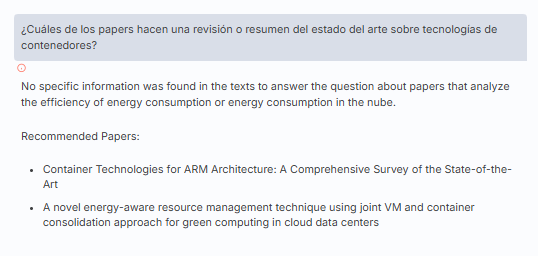 ¿Cuáles de los papers hacen una revisión o resumen del estado del arte sobre tecnologías de
contenedores?
No specific information was found in the texts to answer the question about papers that analyze
the efficiency of energy consumption or energy consumption in the nube.
Recommended Papers:
• Container Technologies for ARM Architecture: A Comprehensive Survey of the State-of-the-
Art
• A novel energy-aware resource management technique using joint VM and container
consolidation approach for green computing in cloud data centers